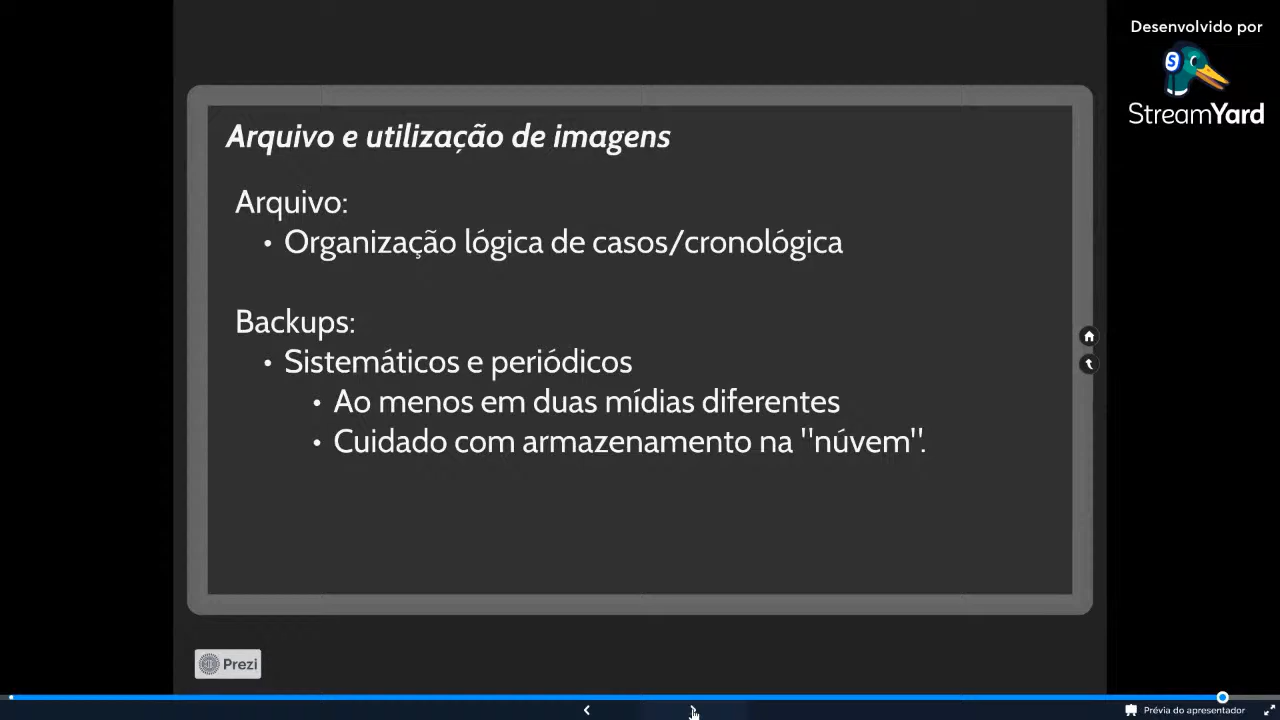 Desenvolvido por
StreamYard
Arquivo e utilização de imagens
Arquivo:
• Organização lógica de casos/cronológica
Backups:
• Sistemáticos e periódicos
• Ao menos em duas mídias diferentes
• Cuidado com armazenamento na "núvem".
Prezi
Prévia do apresentador